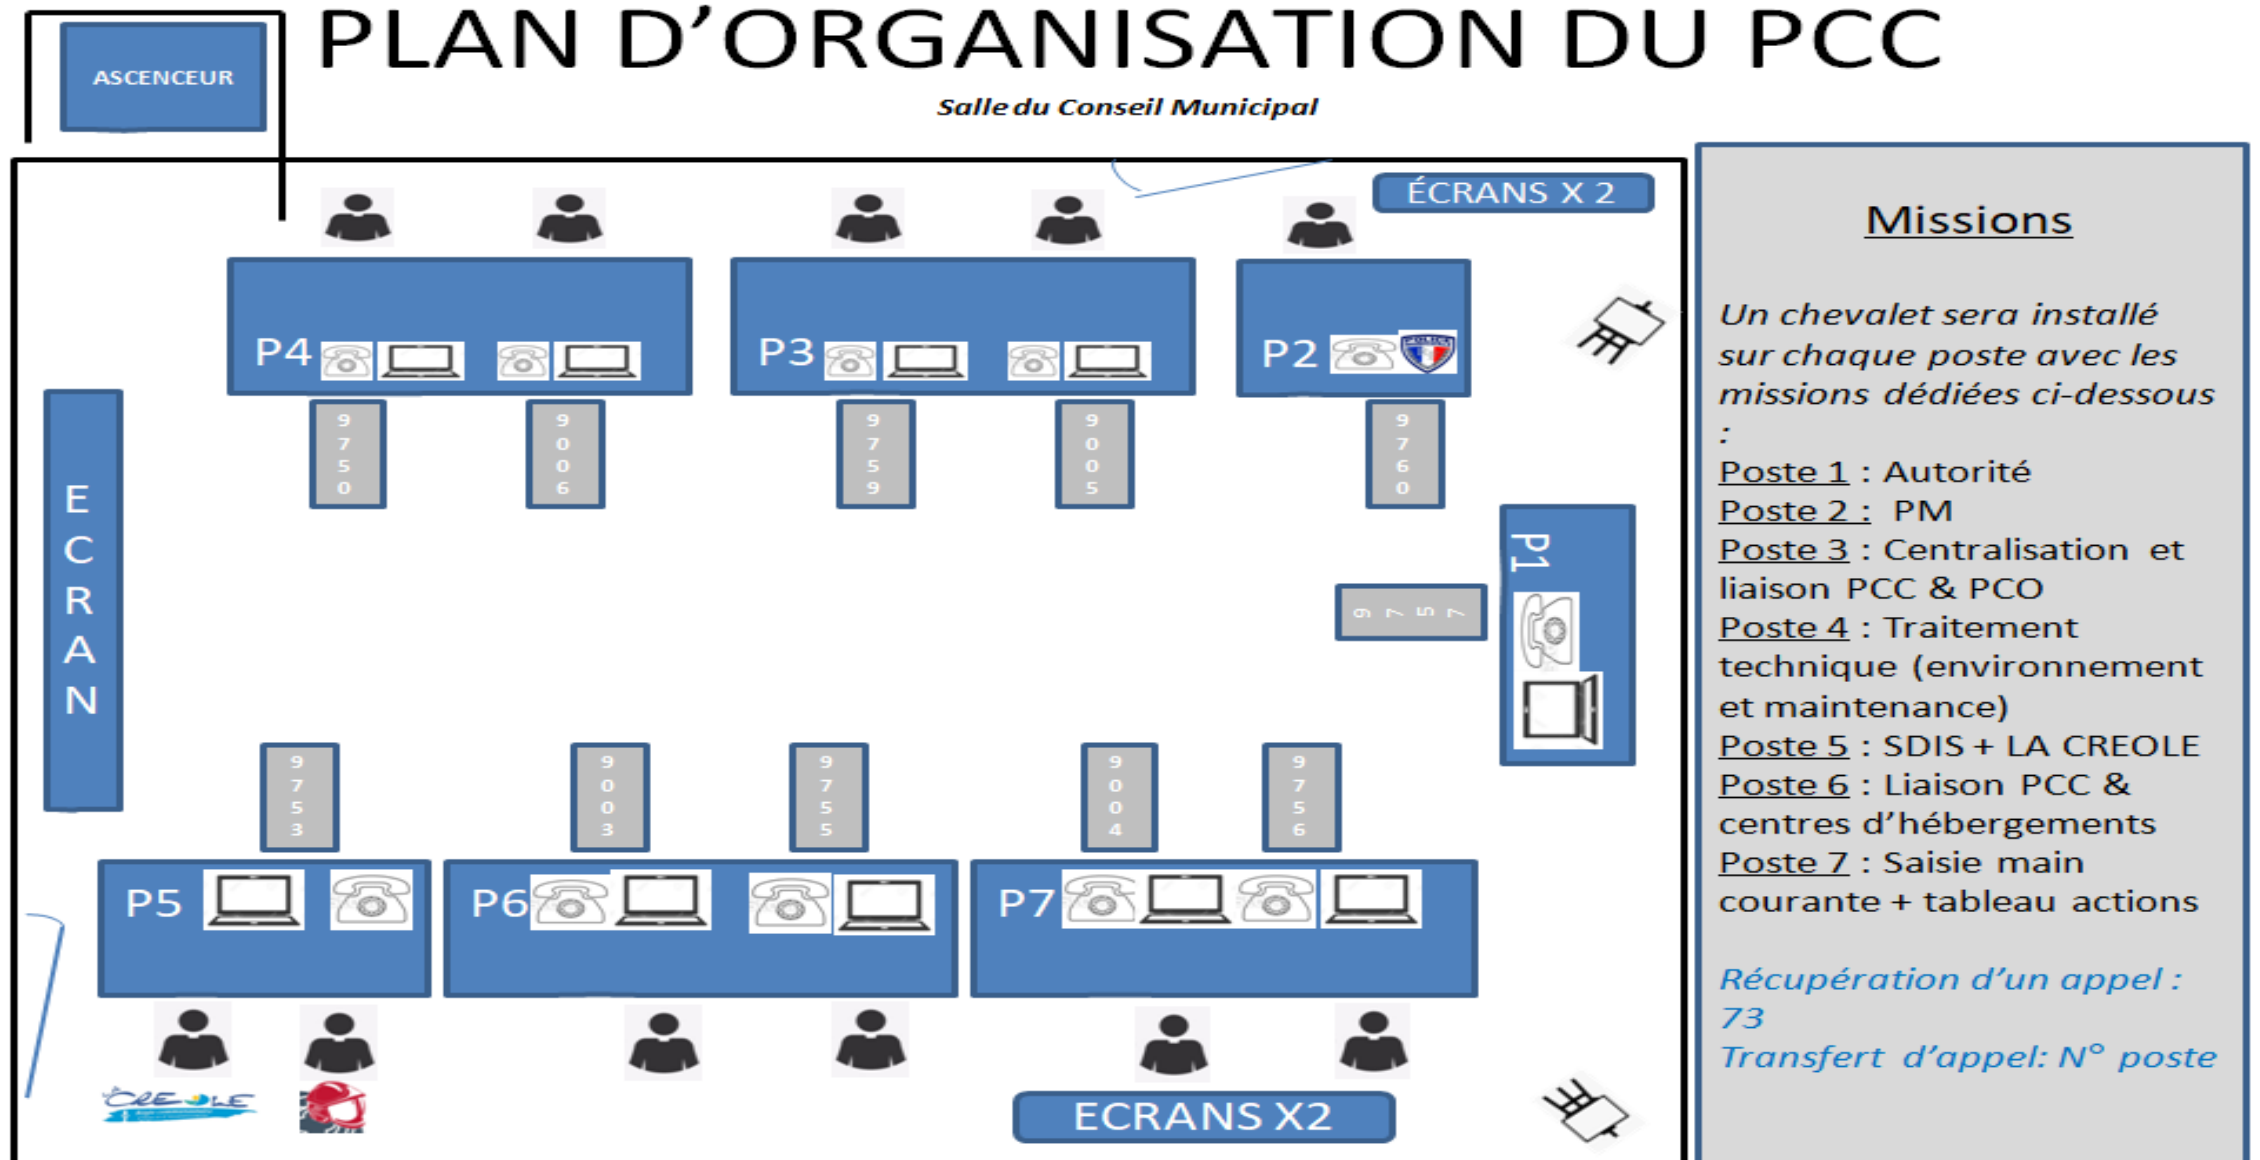 PLAN D’ORGANISATION DU PCC
ASCENCEUR
Salle du Conseil Municipal
ÉCRANS X 2
P4
P3
P2
9750
9006
9759
9005
9760
ECRAN
P1
9757
9753
9003
9755
9004
9756
P5
P6
P7
CREOLE
ECRANS X2
Missions
Un chevalet sera installé
sur chaque poste avec les
missions dédiées ci-dessous
:
Poste 1 : Autorité
Poste 2 : PM
Poste 3 : Centralisation et
liaison PCC & PCO
Poste 4 : Traitement
technique (environnement
et maintenance)
Poste 5 : SDIS + LA CREOLE
Poste 6 : Liaison PCC &
centres d’hébergements
Poste 7 : Saisie main
courante + tableau actions
Récupération d’un appel :
73
Transfert d’appel: N° poste